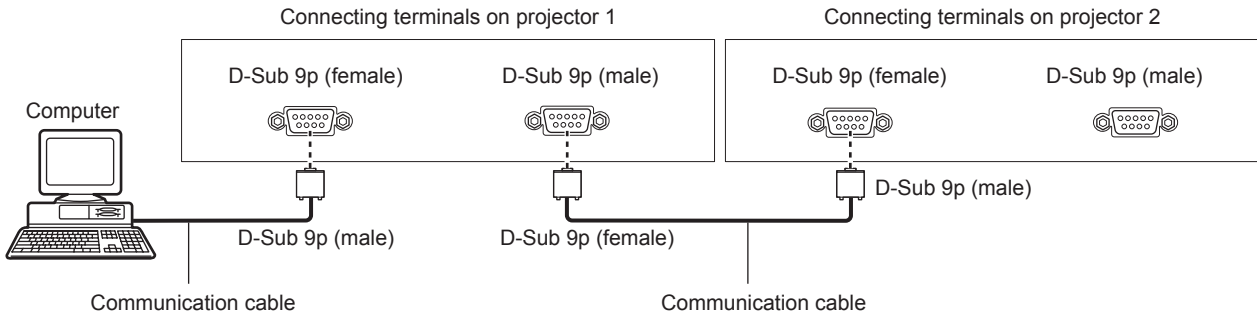 Connecting terminals on projector 1
Connecting terminals on projector 2
D-Sub 9p (female)
D-Sub 9p (male)
D-Sub 9p (female)
D-Sub 9p (male)
Computer
D-Sub 9p (male)
D-Sub 9p (male)
D-Sub 9p (female)
Communication cable
Communication cable